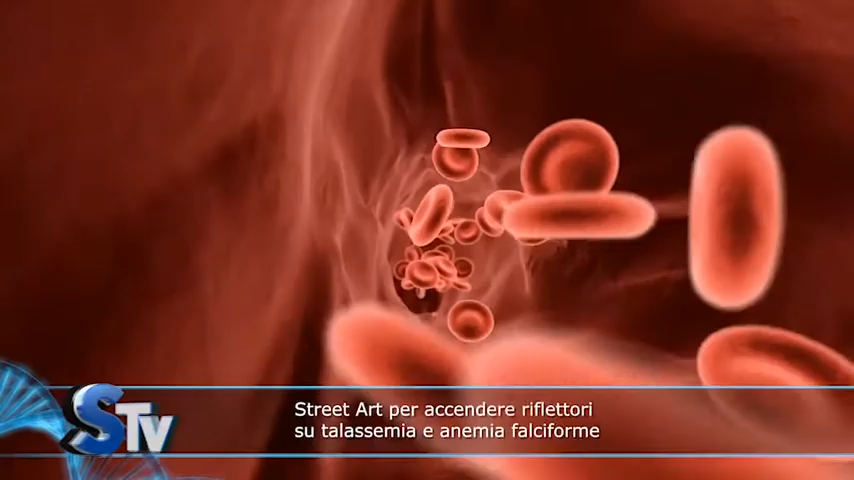 Street Art per accendere riflettori
su talassemia e anemia falciforme
STv